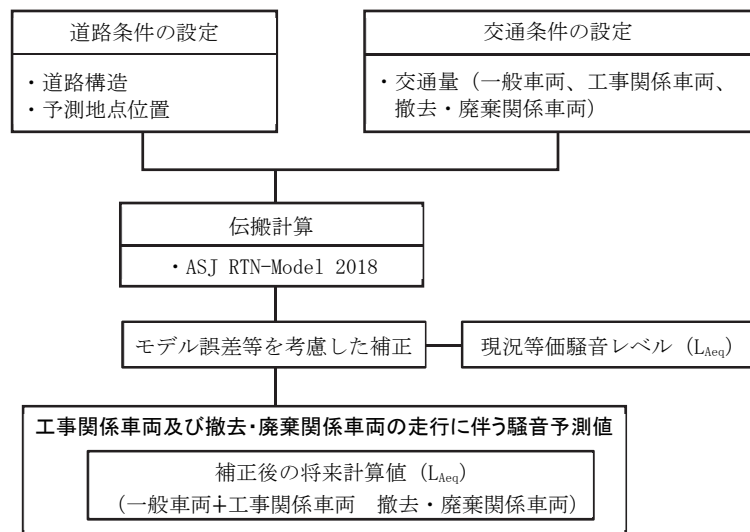 道路条件の設定
・道路構造
・予測地点位置
交通条件の設定
・交通量（一般車両、工事関係車両、
撤去・廃棄関係車両）
伝搬計算
・ASJ RTN-Model 2018
モデル誤差等を考慮した補正
現況等価騒音レベル（LAeq）
工事関係車両及び撤去・廃棄関係車両の走行に伴う騒音予測値
補正後の将来計算値（LAeq）
（一般車両＋工事関係車両　撤去・廃棄関係車両）